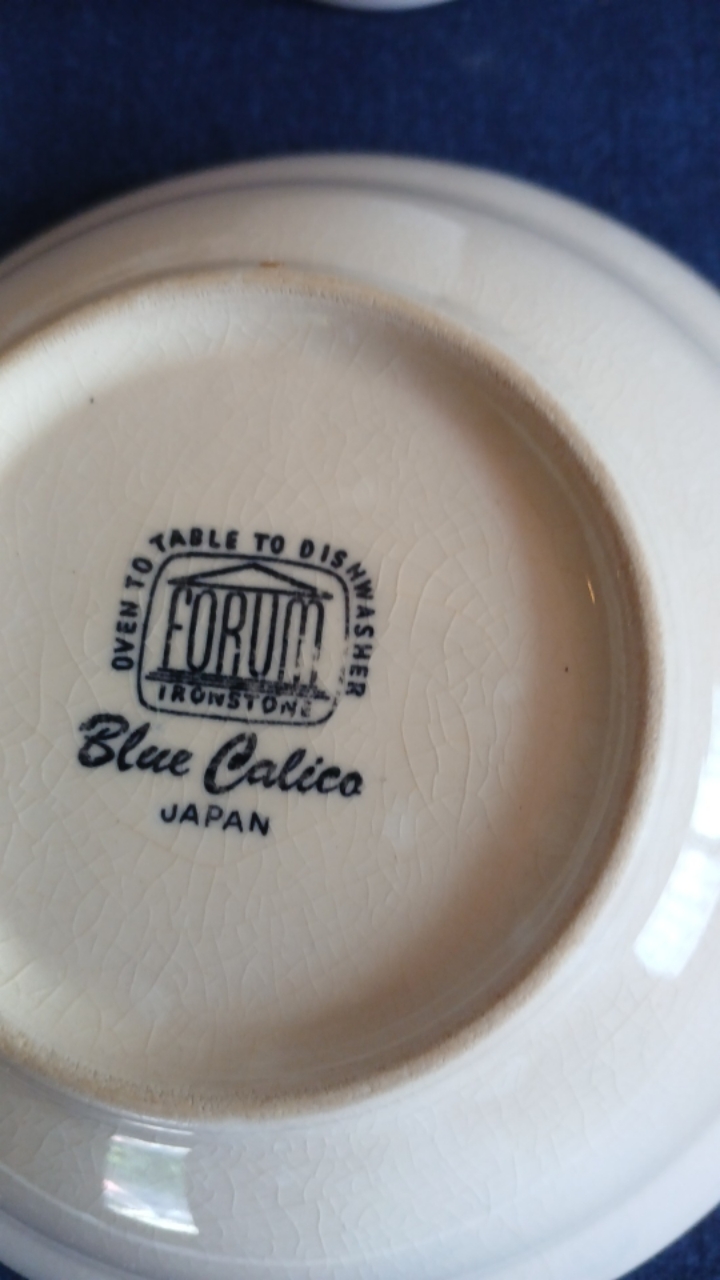 OVEN TO TABLE TO DISHWASHER
FORUM
IRONSTONE
Blue Calico
JAPAN